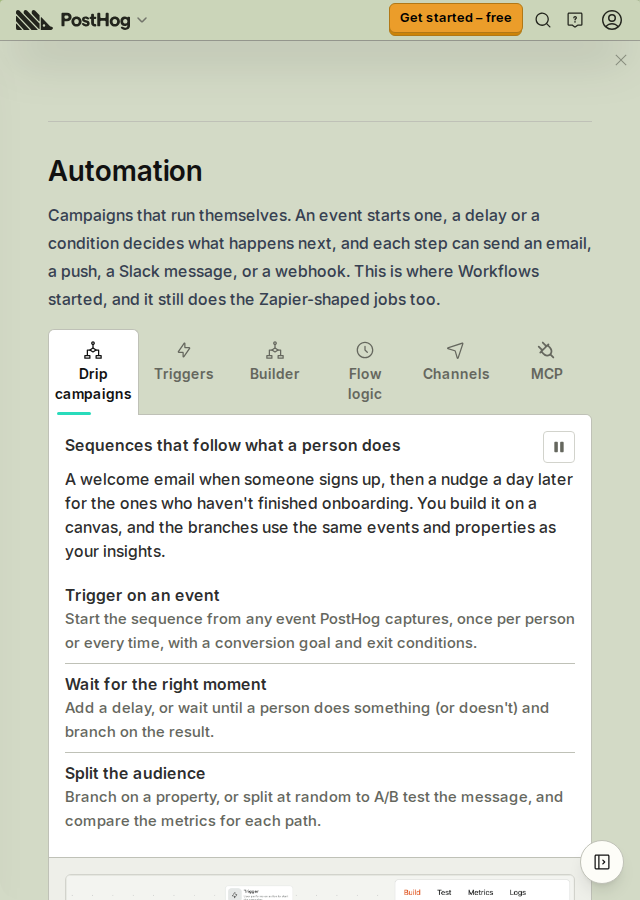 PostHog
Get started – free
Automation
Campaigns that run themselves. An event starts one, a delay or a
condition decides what happens next, and each step can send an email,
a push, a Slack message, or a webhook. This is where Workflows
started, and it still does the Zapier-shaped jobs too.
Drip
campaigns
Triggers
Builder
Flow
logic
Channels
MCP
Sequences that follow what a person does
A welcome email when someone signs up, then a nudge a day later
for the ones who haven't finished onboarding. You build it on a
canvas, and the branches use the same events and properties as
your insights.
Trigger on an event
Start the sequence from any event PostHog captures, once per person
or every time, with a conversion goal and exit conditions.
Wait for the right moment
Add a delay, or wait until a person does something (or doesn't) and
branch on the result.
Split the audience
Branch on a property, or split at random to A/B test the message, and
compare the metrics for each path.
Trigger
Build Test Metrics Logs